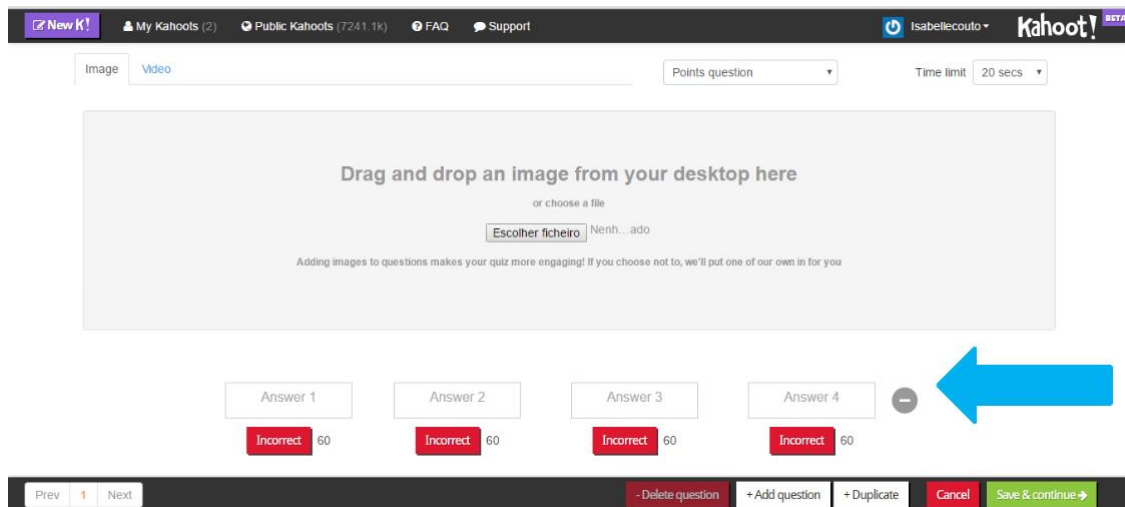 New K! My Kahoots (2) Public Kahoots (7241.1k) FAQ Support Isabellecouto Kahoot! BETA
Image Video Points question Time limit 20 secs
Drag and drop an image from your desktop here
or choose a file
Escolher ficheiro Nenh...ado
Adding images to questions makes your quiz more engaging! If you choose not to, we'll put one of our own in for you
Answer 1 Answer 2 Answer 3 Answer 4
Incorrect 60 Incorrect 60 Incorrect 60 Incorrect 60
Prev 1 Next - Delete question + Add question + Duplicate Cancel Save & continue